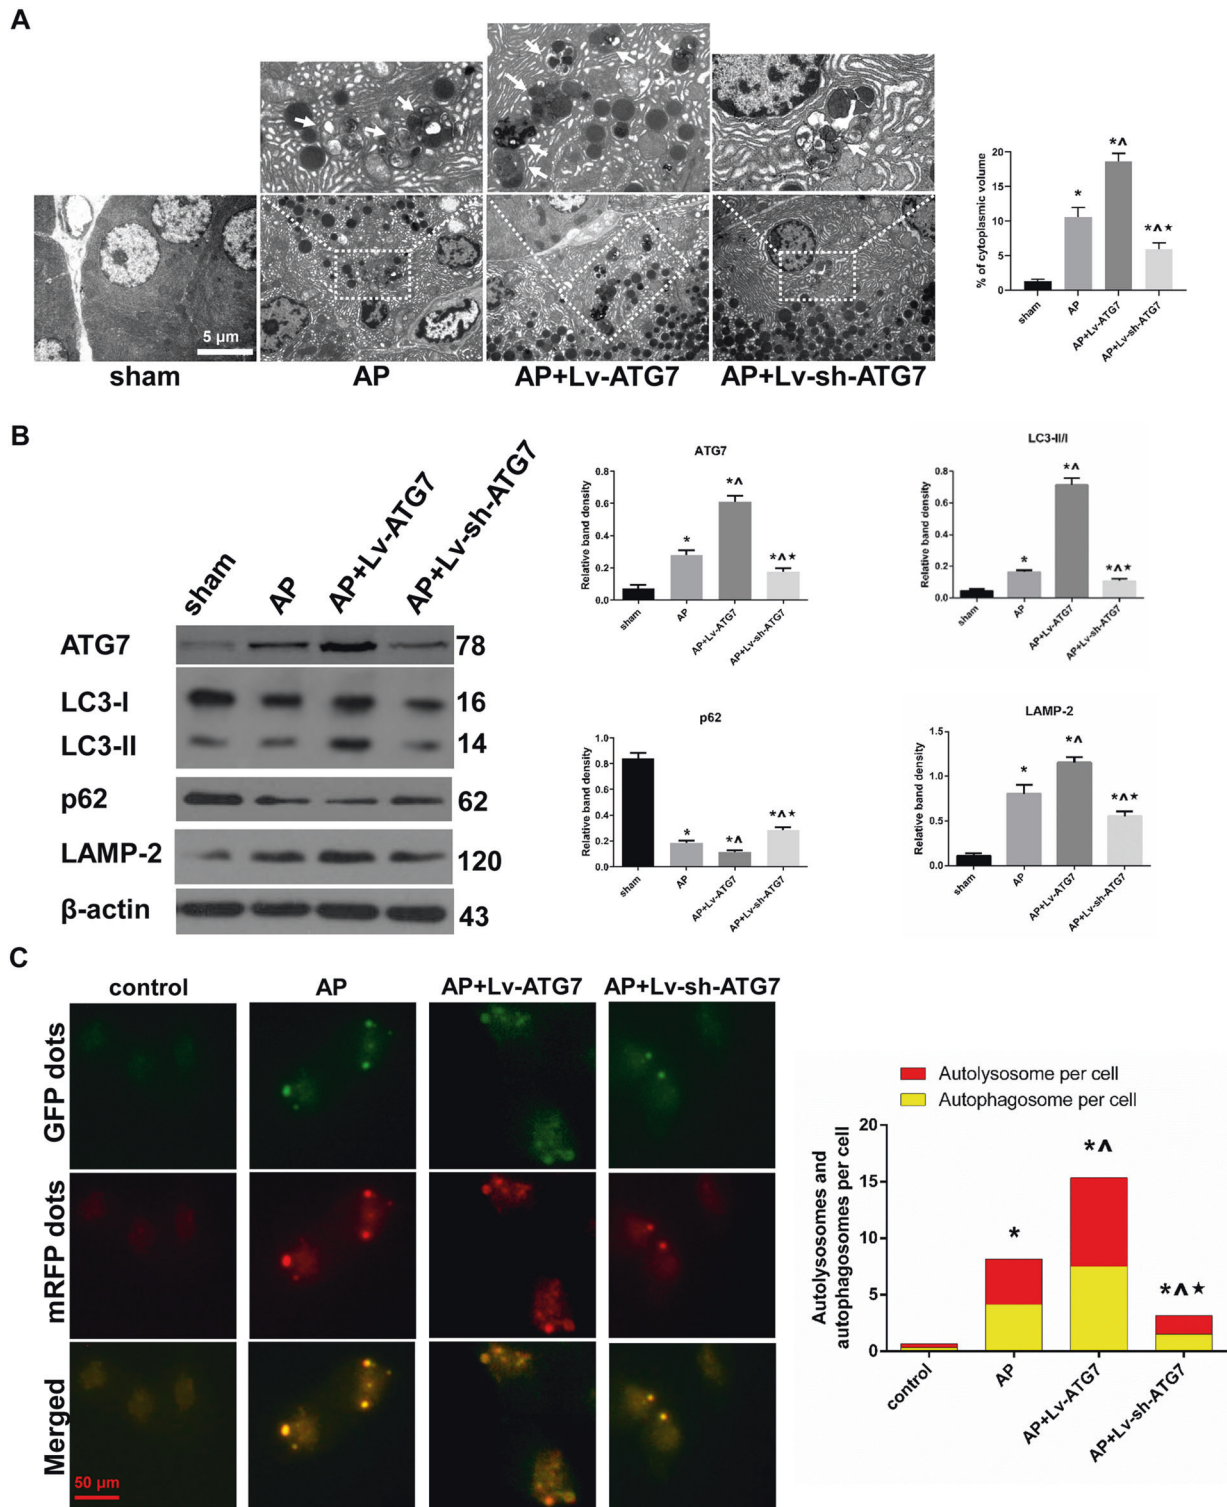 A
5 μm
sham
AP
AP+Lv-ATG7
AP+Lv-sh-ATG7
% of cytoplasmic volume
20
15
10
5
0
*
*^
*^★
sham
AP
AP+Lv-ATG7
AP+Lv-sh-ATG7
B
sham
AP
AP+Lv-ATG7
AP+Lv-sh-ATG7
ATG7
78
LC3-I
16
LC3-II
14
p62
62
LAMP-2
120
β-actin
43
ATG7
Relative band density
0.8
0.6
0.4
0.2
0.0
*
*^
*^★
sham
AP
AP+Lv-ATG7
AP+Lv-sh-ATG7
LC3-II/I
Relative band density
0.8
0.6
0.4
0.2
0.0
*
*^
*^★
sham
AP
AP+Lv-ATG7
AP+Lv-sh-ATG7
p62
Relative band density
1.0
0.8
0.6
0.4
0.2
0.0
*
*^
*^★
sham
AP
AP+Lv-ATG7
AP+Lv-sh-ATG7
LAMP-2
Relative band density
1.5
1.0
0.5
0.0
*
*^
*^★
sham
AP
AP+Lv-ATG7
AP+Lv-sh-ATG7
C
control
AP
AP+Lv-ATG7
AP+Lv-sh-ATG7
GFP dots
mRFP dots
Merged
50 μm
Autolysosome per cell
Autophagosome per cell
Autolysosomes and
autophagosomes per cell
20
15
10
5
0
*
*^
*^★
control
AP
AP+Lv-ATG7
AP+Lv-sh-ATG7